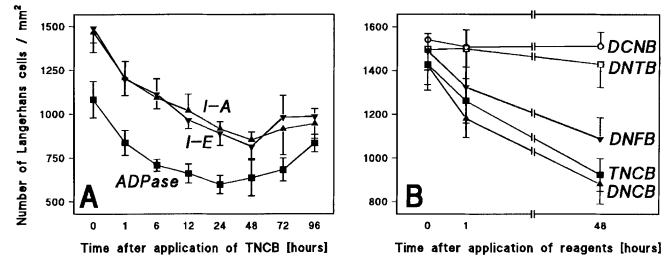 Number of Langerhans cells / mm²
1500
1250
1000
750
500
I-A
I-E
ADPase
A
0 1 6 12 24 48 72 96
Time after application of TNCB [hours]
1600
1400
1200
1000
800
DCNB
DNTB
DNFB
TNCB
DNCB
B
0 1 48
Time after application of reagents [hours]